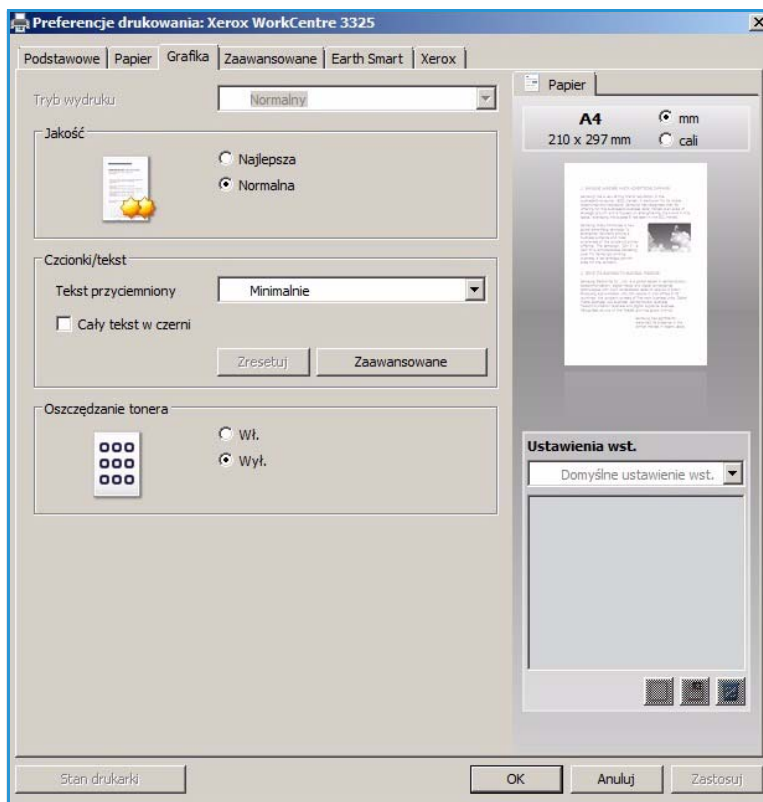 Preferencje drukowania: Xerox WorkCentre 3325
Podstawowe Papier Grafika Zaawansowane Earth Smart Xerox
Tryb wydruku Normalny
Jakość
Najlepsza
Normalna
Czcionki/tekst
Tekst przyciemniony Minimalnie
Cały tekst w czerni
Zresetuj Zaawansowane
Oszczędzanie tonera
Wł.
Wył.
Papier
A4 mm
210 x 297 mm cali
Ustawienia wst.
Domyślne ustawienie wst.
Stan drukarki OK Anuluj Zastosuj